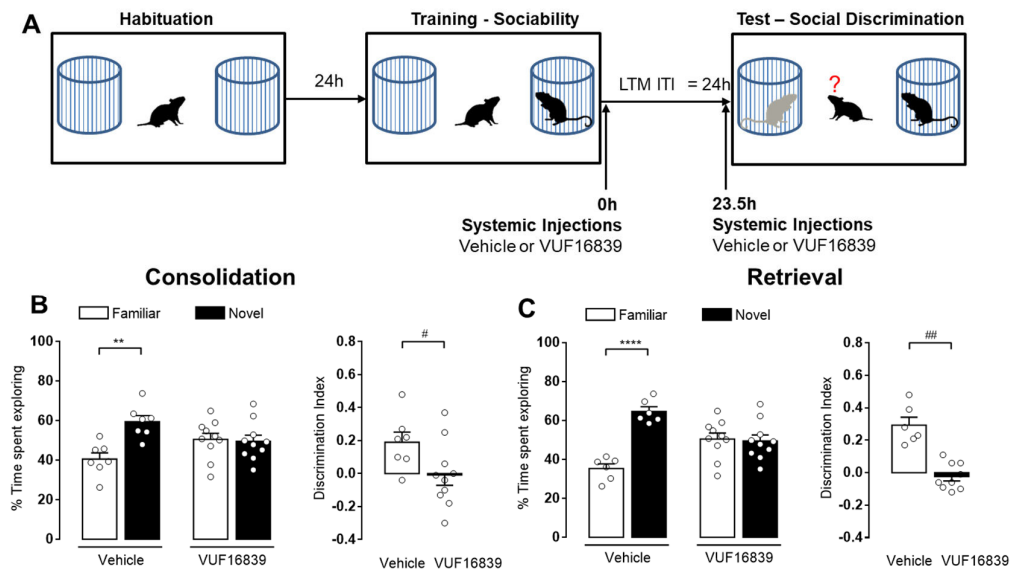 A
Habituation
Training - Sociability
Test – Social Discrimination
24h
LTM ITI = 24h
?
0h
Systemic Injections
Vehicle or VUF16839
23.5h
Systemic Injections
Vehicle or VUF16839
Consolidation
B
Familiar
Novel
% Time spent exploring
100
80
60
40
20
0
**
Vehicle
VUF16839
Discrimination Index
0.8
0.6
0.4
0.2
0.0
-0.2
-0.4
#
Vehicle VUF16839
Retrieval
C
Familiar
Novel
% Time spent exploring
100
80
60
40
20
0
****
Vehicle
VUF16839
Discrimination Index
0.8
0.6
0.4
0.2
0.0
-0.2
-0.4
##
Vehicle VUF16839